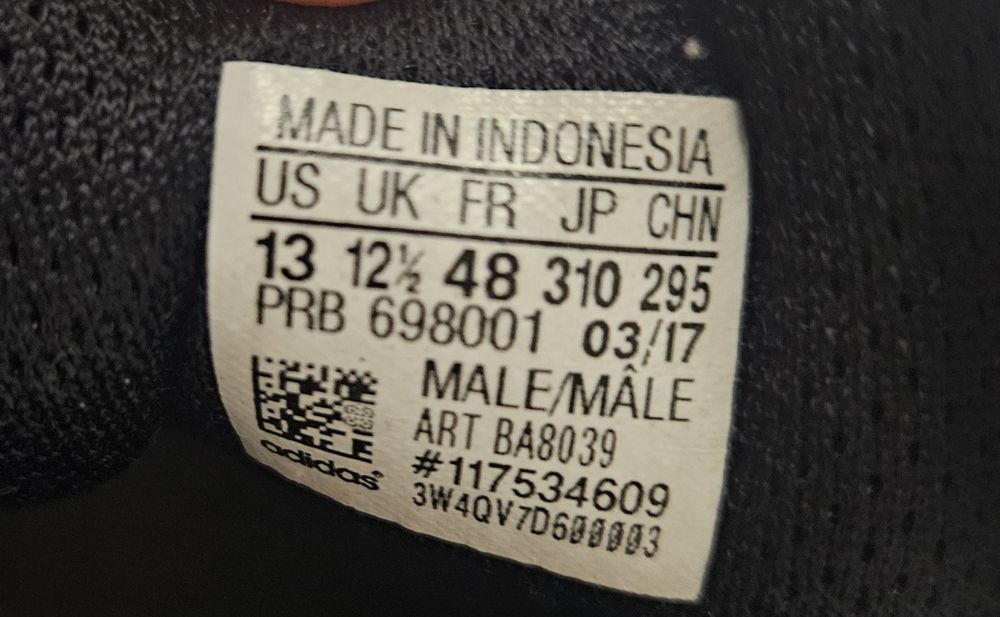 MADE IN INDONESIA
US UK FR JP CHN
13 12½ 48 310 295
PRB 698001 03/17
MALE/MÂLE
ART BA8039
#117534609
3W4QV7D600003
adidas